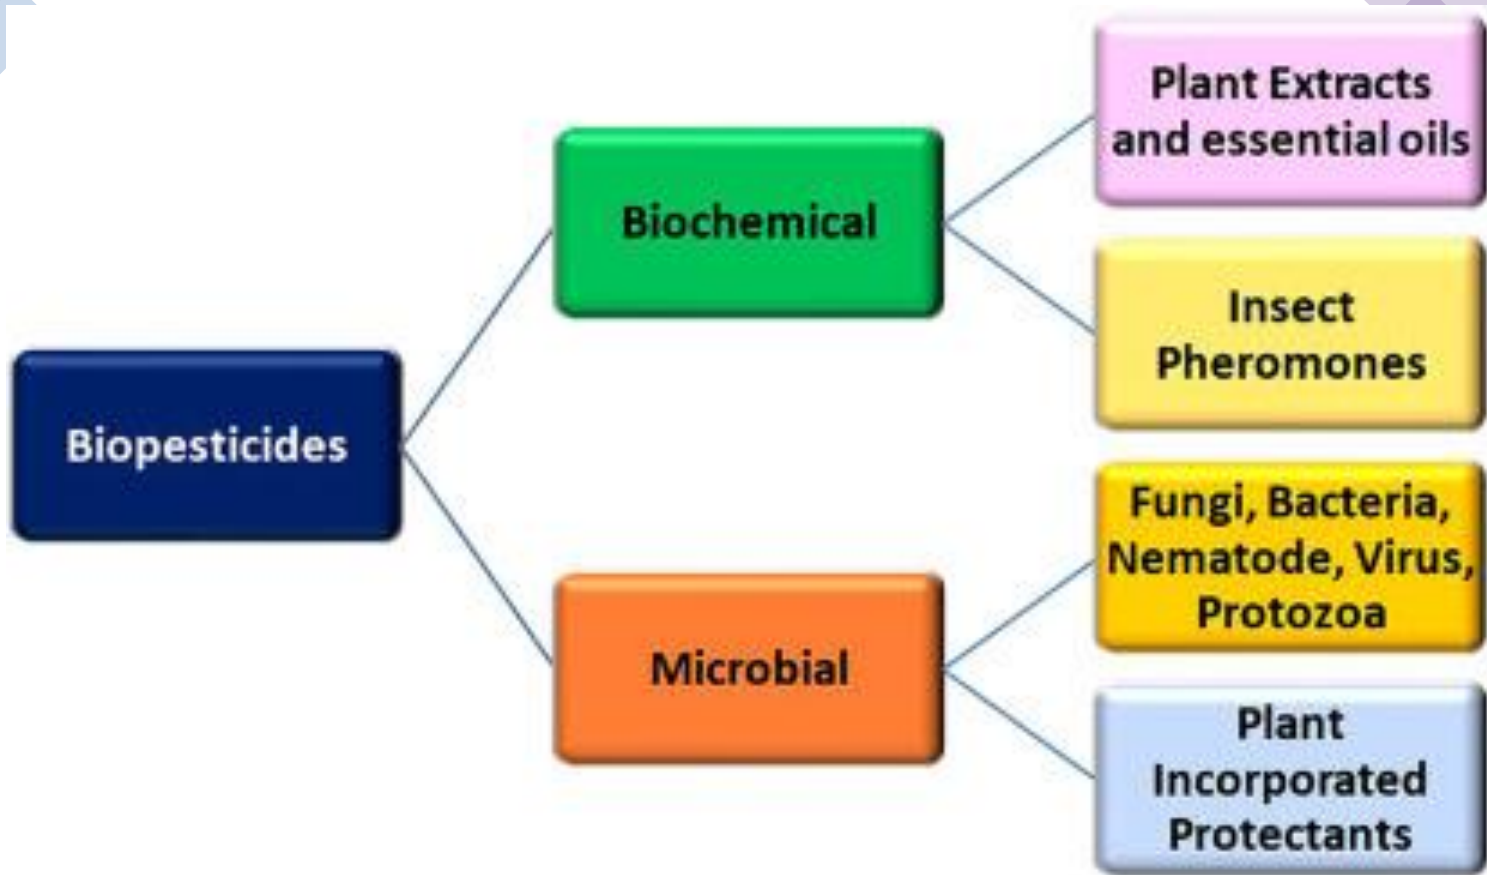 Biopesticides
Biochemical
Plant Extracts
and essential oils
Insect
Pheromones
Microbial
Fungi, Bacteria,
Nematode, Virus,
Protozoa
Plant
Incorporated
Protectants